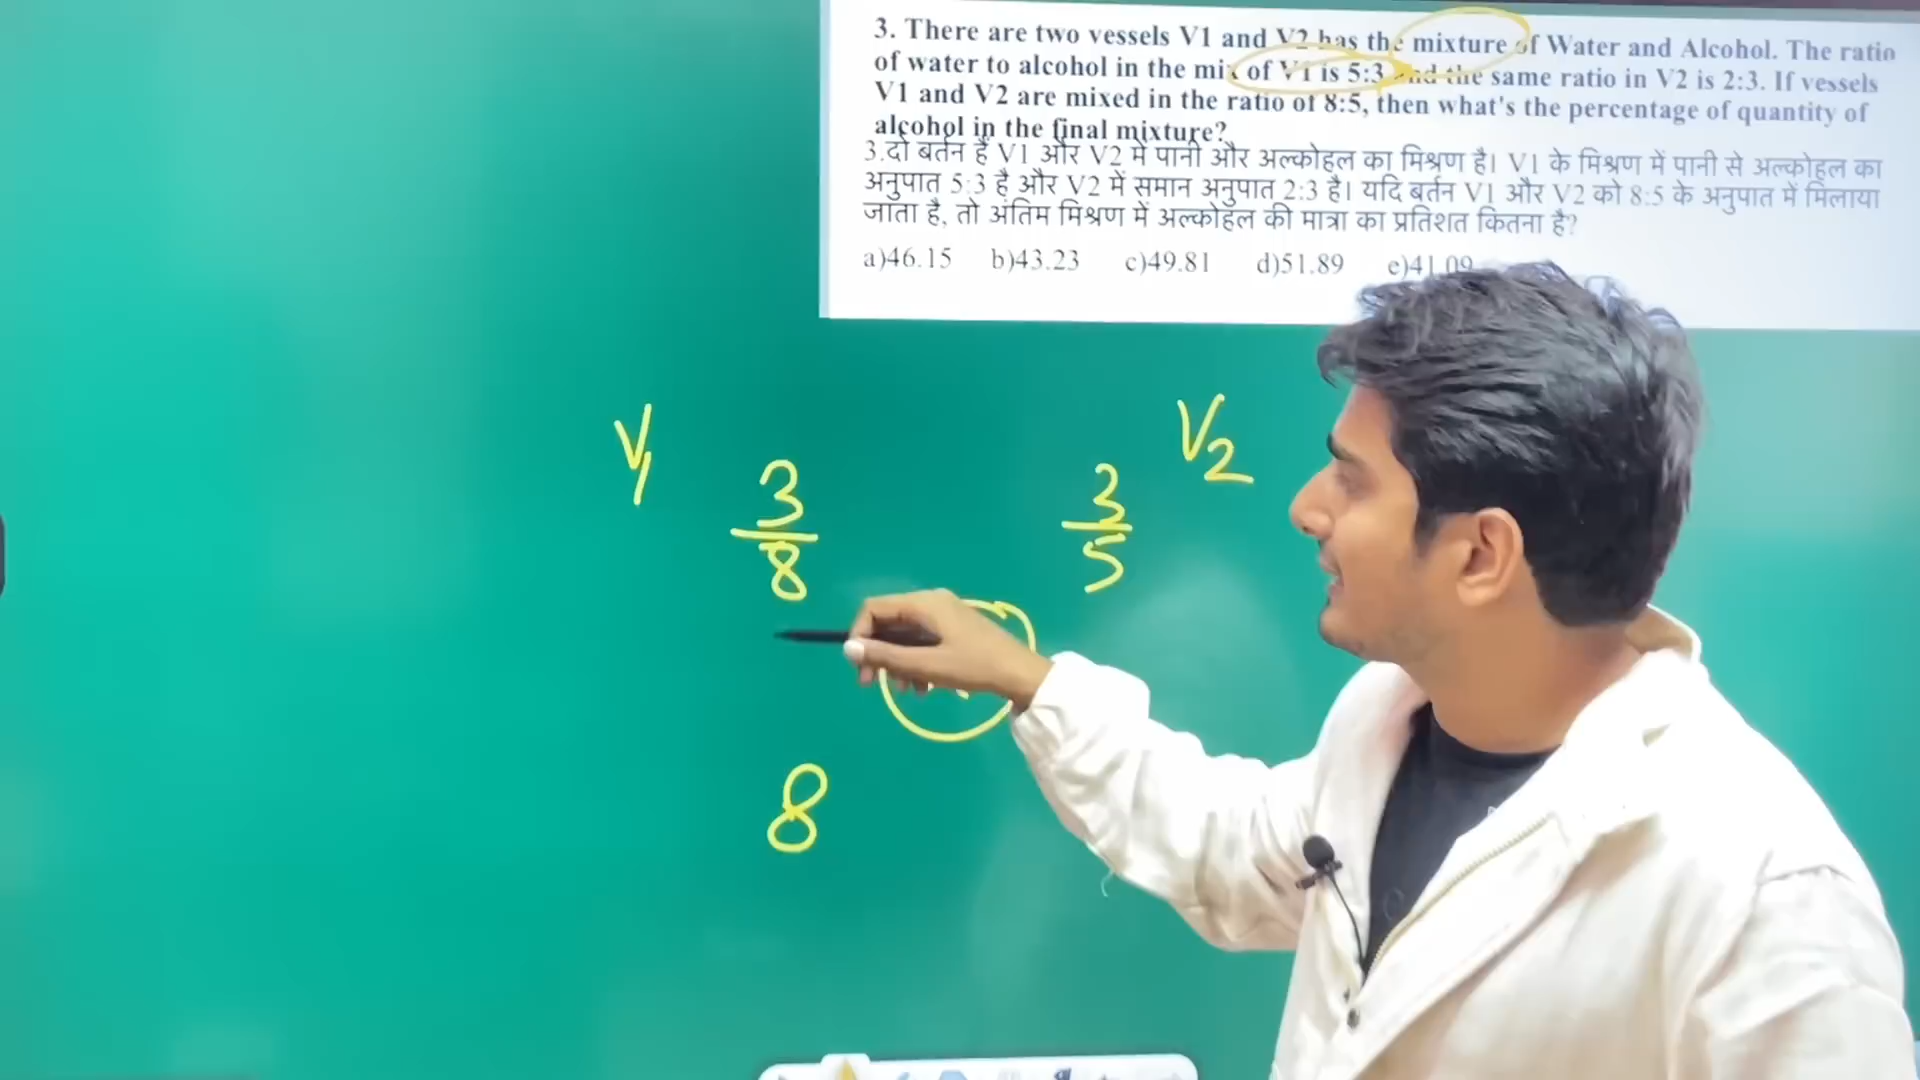 3. There are two vessels V1 and V2 has the mixture of Water and Alcohol. The ratio
of water to alcohol in the mix of V1 is 5:3 and the same ratio in V2 is 2:3. If vessels
V1 and V2 are mixed in the ratio of 8:5, then what's the percentage of quantity of
alcohol in the final mixture?
3.दो बर्तन हैं V1 और V2 में पानी और अल्कोहल का मिश्रण है। V1 के मिश्रण में पानी से अल्कोहल का
अनुपात 5:3 है और V2 में समान अनुपात 2:3 है। यदि बर्तन V1 और V2 को 8:5 के अनुपात में मिलाया
जाता है, तो अंतिम मिश्रण में अल्कोहल की मात्रा का प्रतिशत कितना है?
a)46.15 b)43.23 c)49.81 d)51.89 e)41.09
V1 V2
3 3
8 5
8